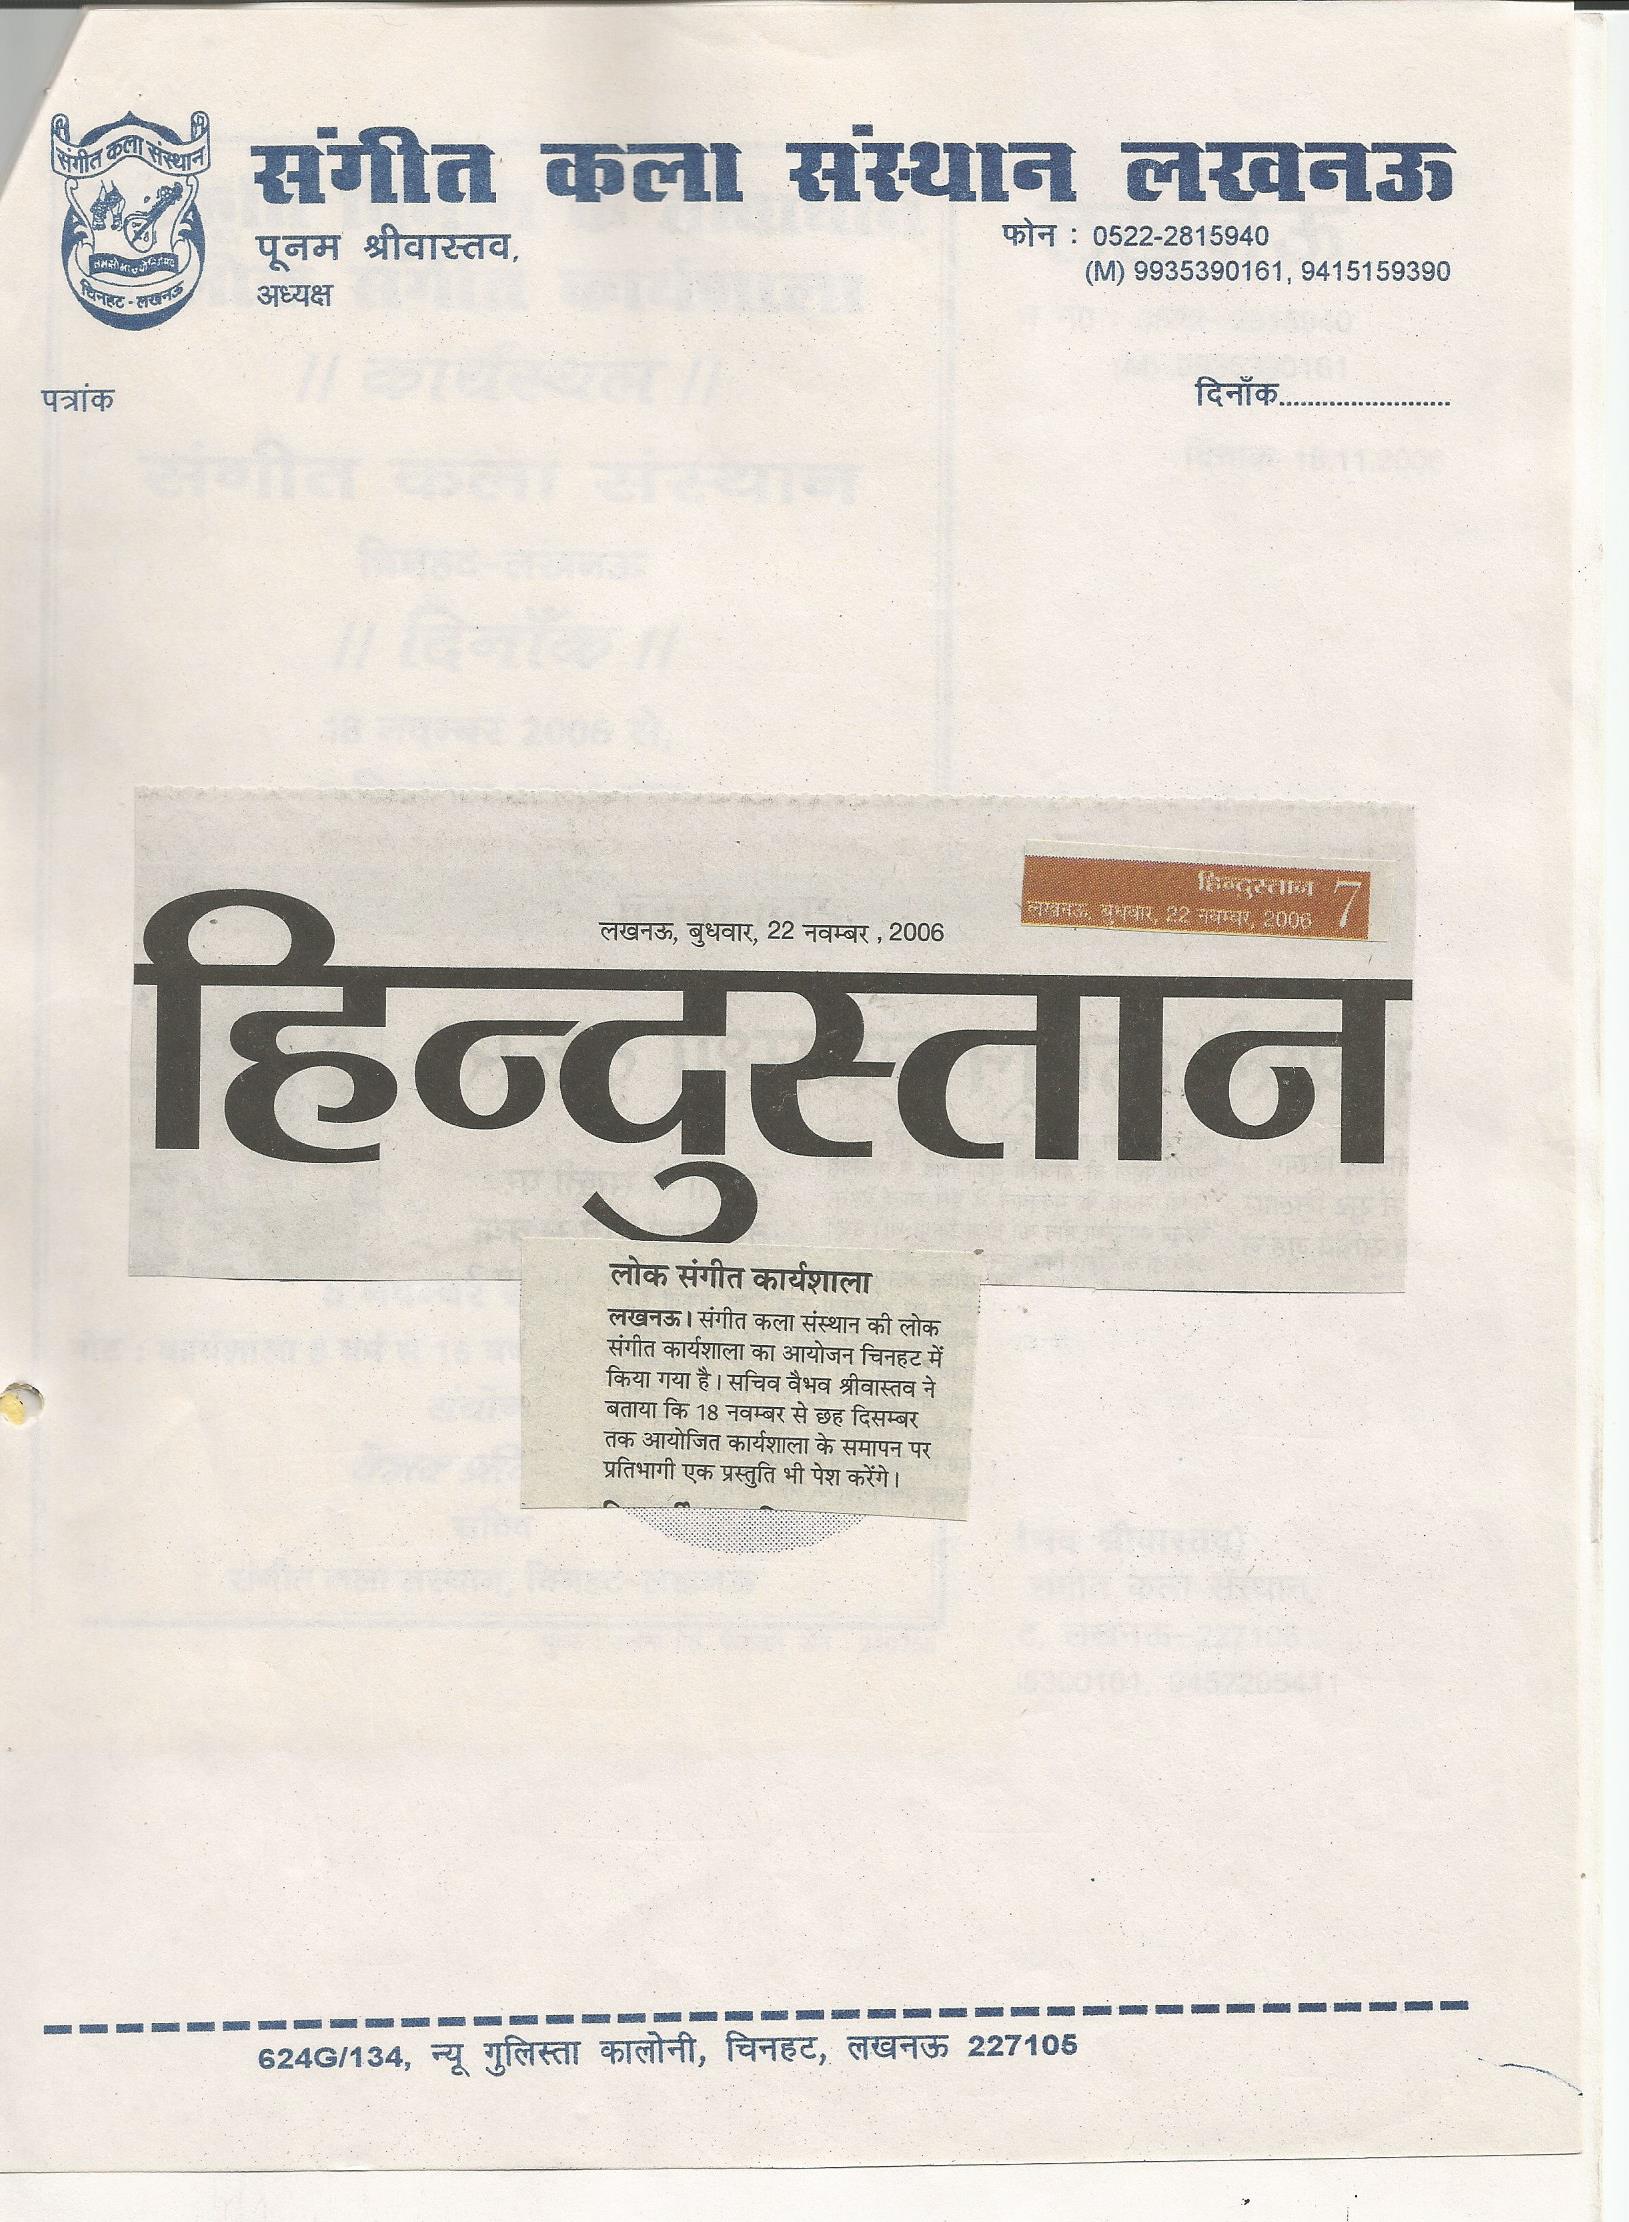 संगीत कला संस्थान
चिनहट - लखनऊ
संगीत कला संस्थान लखनऊ
पूनम श्रीवास्तव,
अध्यक्ष
फोन : 0522-2815940
(M) 9935390161, 9415159390
पत्रांक
दिनाँक........................
हिन्दुस्तान 7
लखनऊ, बुधवार, 22 नवम्बर, 2006
लखनऊ, बुधवार, 22 नवम्बर , 2006
हिन्दुस्तान
लोक संगीत कार्यशाला
लखनऊ। संगीत कला संस्थान की लोक
संगीत कार्यशाला का आयोजन चिनहट में
किया गया है। सचिव वैभव श्रीवास्तव ने
बताया कि 18 नवम्बर से छह दिसम्बर
तक आयोजित कार्यशाला के समापन पर
प्रतिभागी एक प्रस्तुति भी पेश करेंगे।
624G/134, न्यू गुलिस्ता कालोनी, चिनहट, लखनऊ 227105